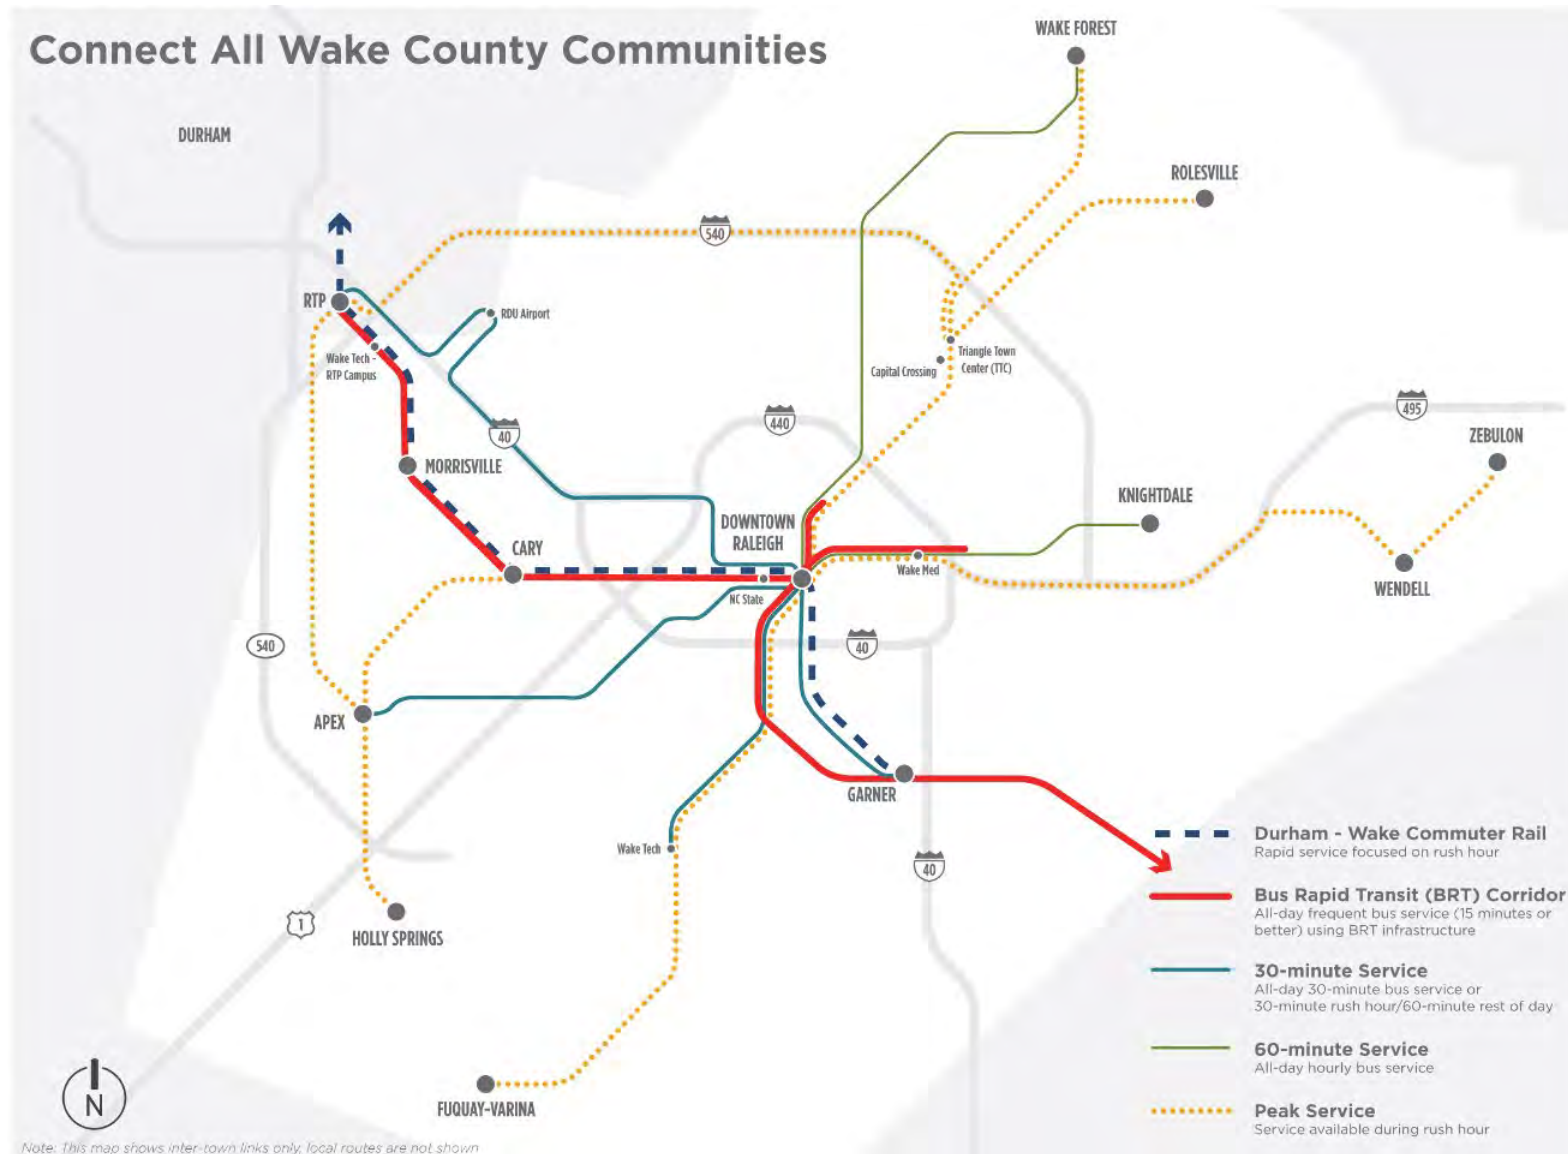 Connect All Wake County Communities
WAKE FOREST
DURHAM
ROLESVILLE
540
RTP
RDU Airport
Wake Tech -
RTP Campus
Capital Crossing
Triangle Town
Center (TTC)
495
440
40
ZEBULON
MORRISVILLE
KNIGHTDALE
DOWNTOWN
RALEIGH
CARY
Wake Med
NC State
WENDELL
540
40
APEX
GARNER
Wake Tech
40
1
HOLLY SPRINGS
FUQUAY-VARINA
N
Durham - Wake Commuter Rail
Rapid service focused on rush hour
Bus Rapid Transit (BRT) Corridor
All-day frequent bus service (15 minutes or
better) using BRT infrastructure
30-minute Service
All-day 30-minute bus service or
30-minute rush hour/60-minute rest of day
60-minute Service
All-day hourly bus service
Peak Service
Service available during rush hour
Note: This map shows inter-town links only, local routes are not shown